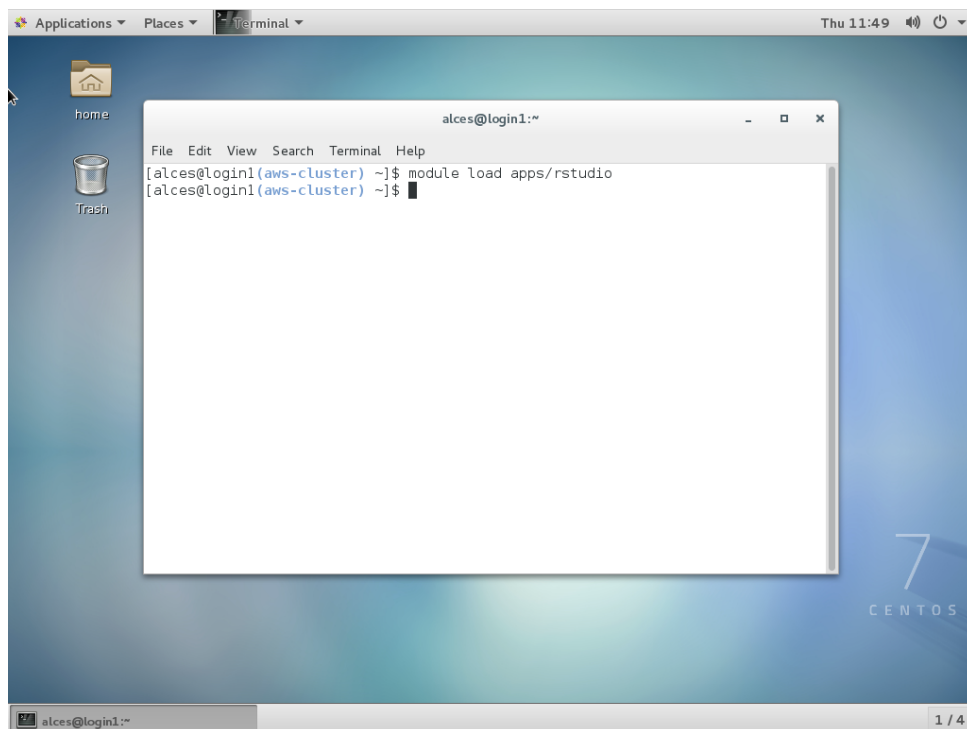 Applications Places Terminal Thu 11:49
home
Trash
alces@login1:~
File Edit View Search Terminal Help
[alces@login1(aws-cluster) ~]$ module load apps/rstudio
[alces@login1(aws-cluster) ~]$
7
CENTOS
alces@login1:~ 1 / 4